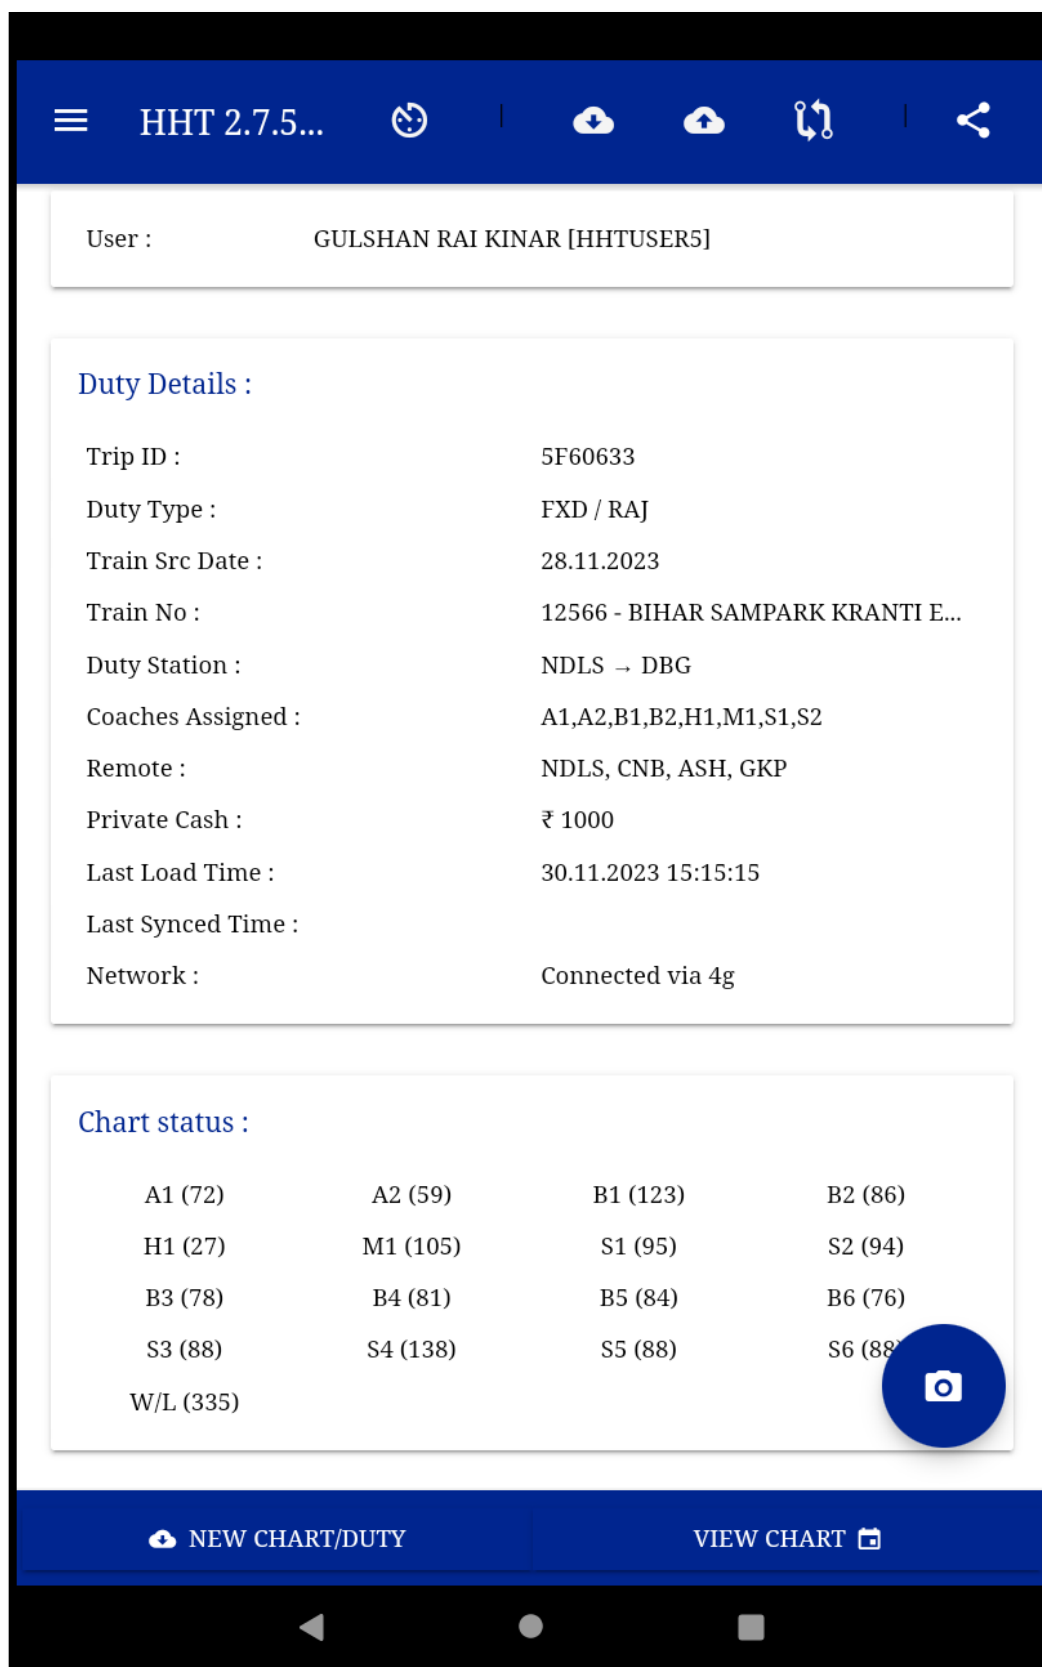 HHT 2.7.5...
User : GULSHAN RAI KINAR [HHTUSER5]
Duty Details :
Trip ID : 5F60633
Duty Type : FXD / RAJ
Train Src Date : 28.11.2023
Train No : 12566 - BIHAR SAMPARK KRANTI E...
Duty Station : NDLS → DBG
Coaches Assigned : A1,A2,B1,B2,H1,M1,S1,S2
Remote : NDLS, CNB, ASH, GKP
Private Cash : ₹ 1000
Last Load Time : 30.11.2023 15:15:15
Last Synced Time :
Network : Connected via 4g
Chart status :
A1 (72) A2 (59) B1 (123) B2 (86)
H1 (27) M1 (105) S1 (95) S2 (94)
B3 (78) B4 (81) B5 (84) B6 (76)
S3 (88) S4 (138) S5 (88) S6 (88)
W/L (335)
NEW CHART/DUTY VIEW CHART